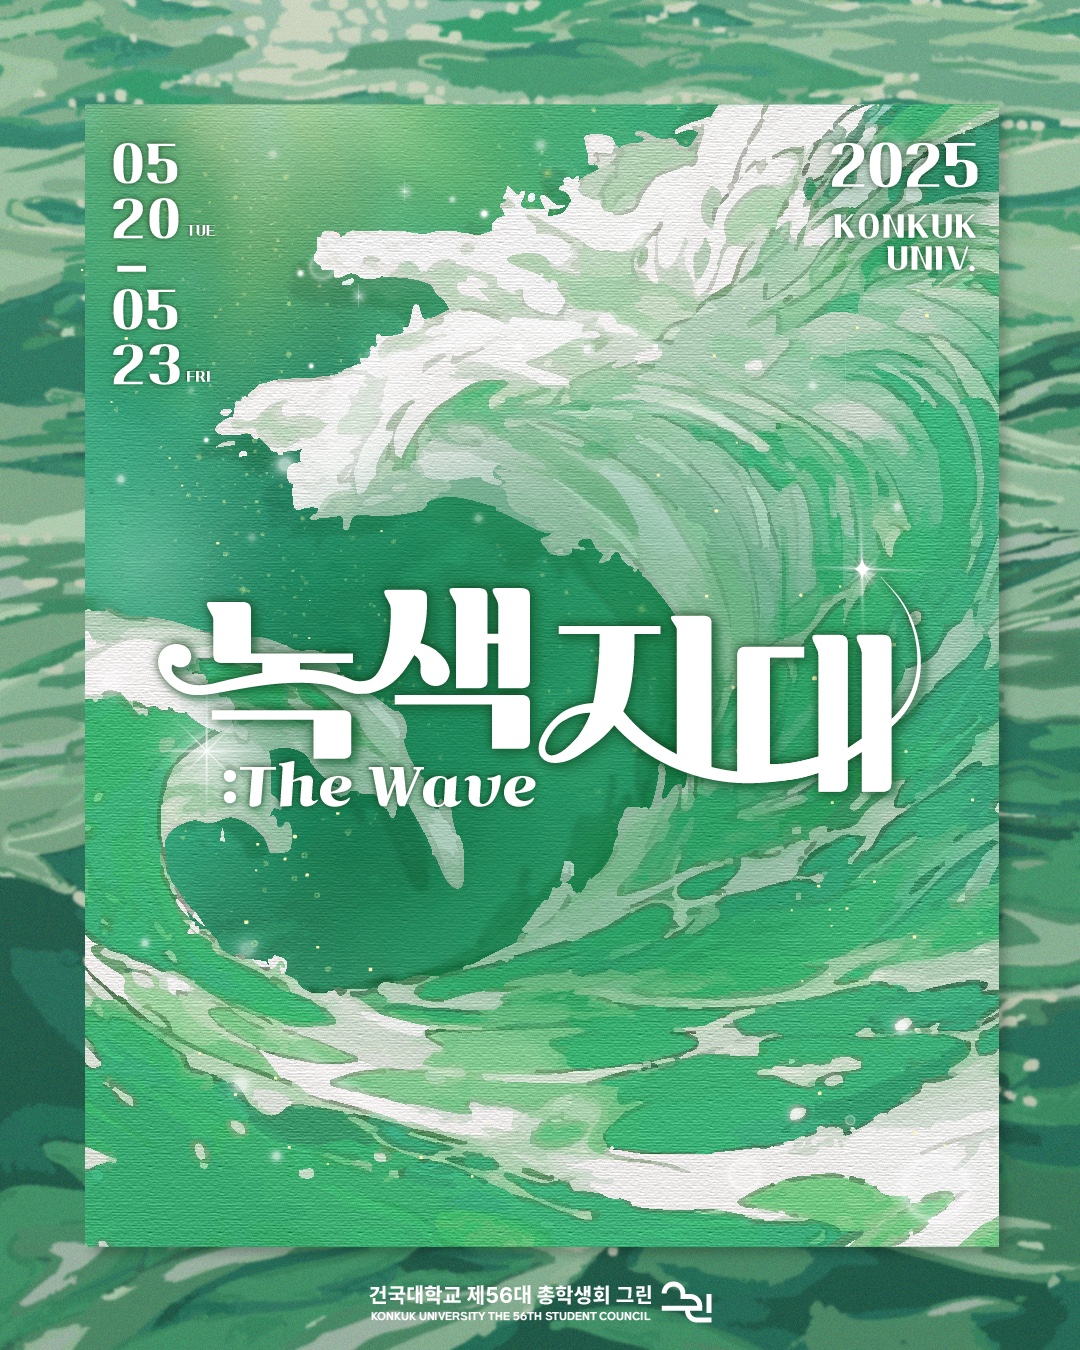 05
20 TUE
–
05
23 FRI
2025
KONKUK
UNIV.
녹색지대
:The Wave
건국대학교 제56대 총학생회 그린
KONKUK UNIVERSITY THE 56TH STUDENT COUNCIL
그린